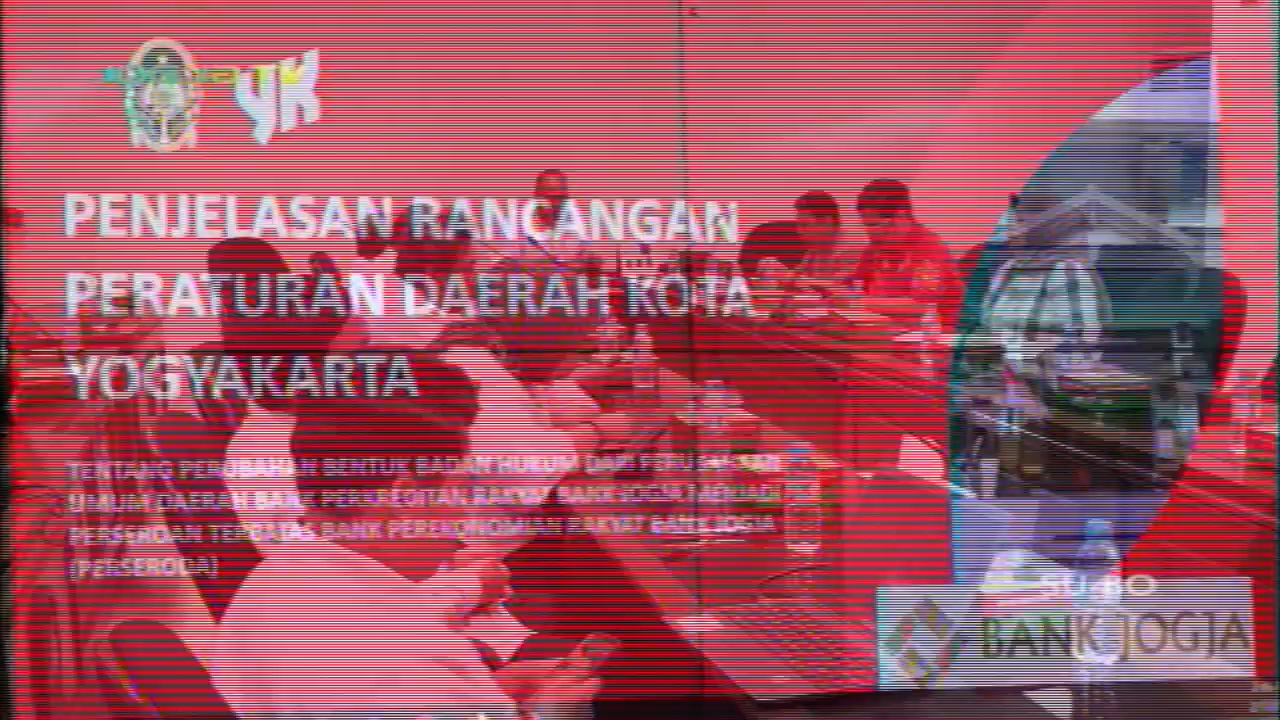 YK
PENJELASAN RANCANGAN
PERATURAN DAERAH KOTA
YOGYAKARTA
TENTANG PERUBAHAN BENTUK BADAN HUKUM DARI PERUSAHAAN
UMUM DAERAH BANK PERKREDITAN RAKYAT BANK JOGJA MENJADI
PERSEROAN TERBATAS BANK PEREKONOMIAN RAKYAT BANK JOGJA
(PERSERODA)
BANK JOGJA